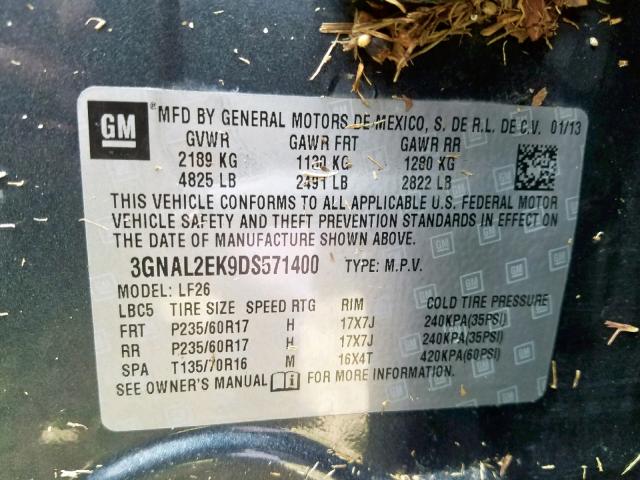 GM ® MFD BY GENERAL MOTORS DE MEXICO, S. DE R.L. DE C.V. 01/13
GVWR GAWR FRT GAWR RR
2189 KG 1130 KG 1280 KG
4825 LB 2491 LB 2822 LB
THIS VEHICLE CONFORMS TO ALL APPLICABLE U.S. FEDERAL MOTOR
VEHICLE SAFETY AND THEFT PREVENTION STANDARDS IN EFFECT ON
THE DATE OF MANUFACTURE SHOWN ABOVE.
3GNAL2EK9DS571400 TYPE: M.P.V.
MODEL: LF26
LBC5 TIRE SIZE SPEED RTG RIM COLD TIRE PRESSURE
FRT P235/60R17 H 17X7J 240KPA(35PSI)
RR P235/60R17 H 17X7J 240KPA(35PSI)
SPA T135/70R16 M 16X4T 420KPA(60PSI)
SEE OWNER'S MANUAL FOR MORE INFORMATION.